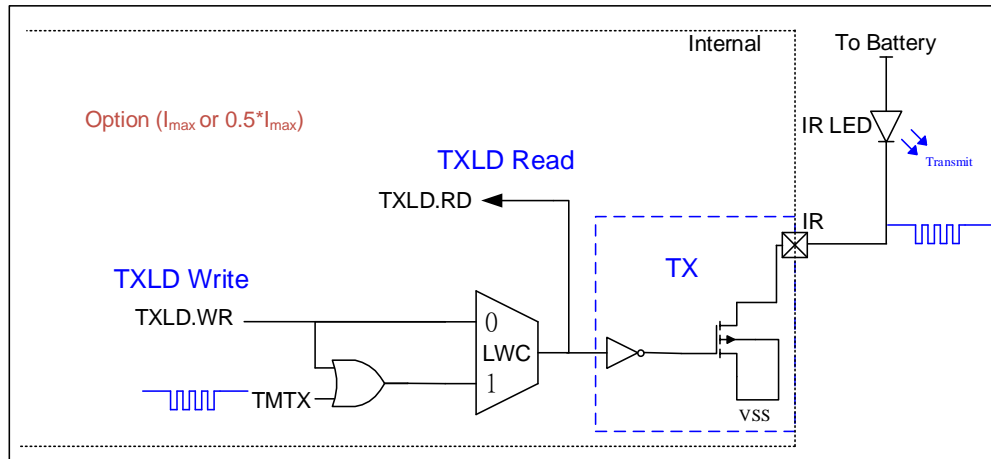 Internal
To Battery
Option (Imax or 0.5*Imax)
IR LED
Transmit
TXLD Read
TXLD.RD
IR
TX
TXLD Write
TXLD.WR
0
LWC
1
TMTX
VSS